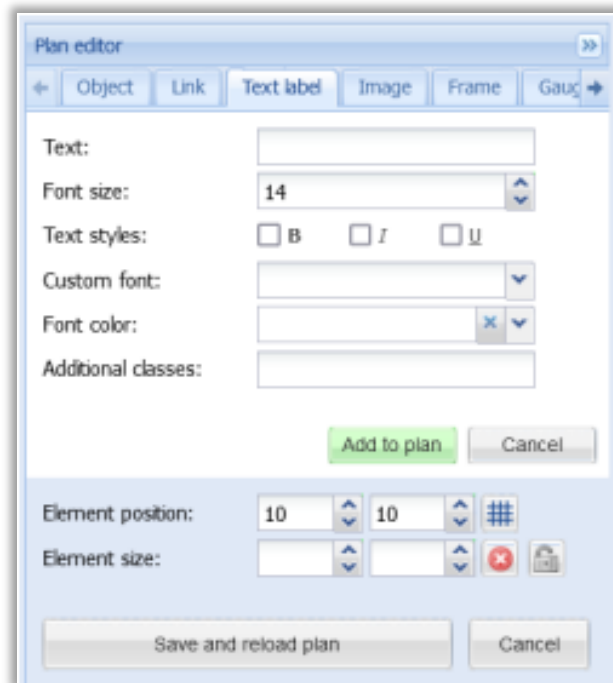 Plan editor
Object Link Text label Image Frame Gaug
Text:
Font size: 14
Text styles: B I U
Custom font:
Font color:
Additional classes:
Add to plan Cancel
Element position: 10 10
Element size:
Save and reload plan Cancel